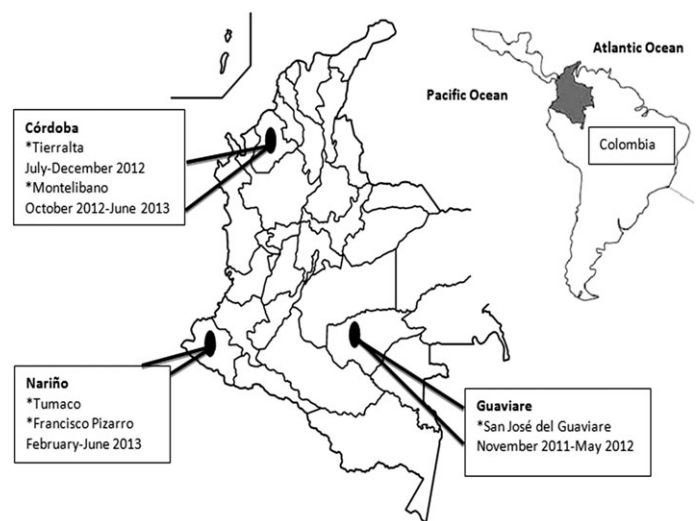 Atlantic Ocean
Pacific Ocean
Colombia
Córdoba
*Tierralta
July-December 2012
*Montelibano
October 2012-June 2013
Nariño
*Tumaco
*Francisco Pizarro
February-June 2013
Guaviare
*San José del Guaviare
November 2011-May 2012